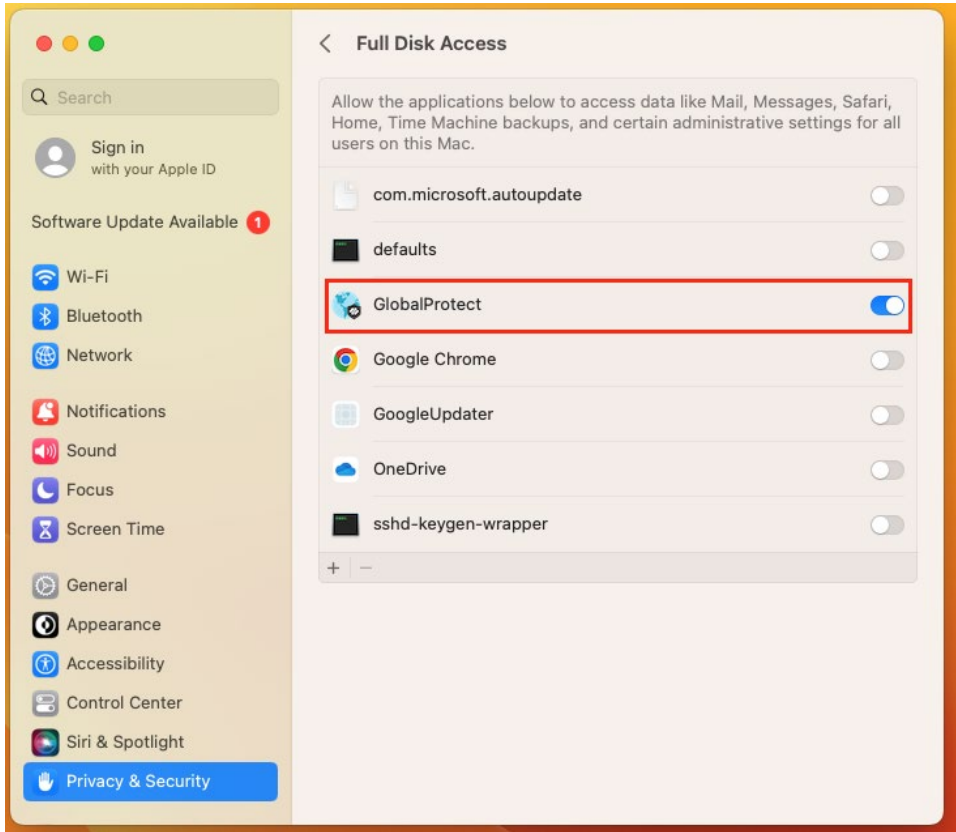 Search
Sign in
with your Apple ID
Software Update Available 1
Wi-Fi
Bluetooth
Network
Notifications
Sound
Focus
Screen Time
General
Appearance
Accessibility
Control Center
Siri & Spotlight
Privacy & Security
Full Disk Access
Allow the applications below to access data like Mail, Messages, Safari,
Home, Time Machine backups, and certain administrative settings for all
users on this Mac.
com.microsoft.autoupdate
defaults
GlobalProtect
Google Chrome
GoogleUpdater
OneDrive
sshd-keygen-wrapper